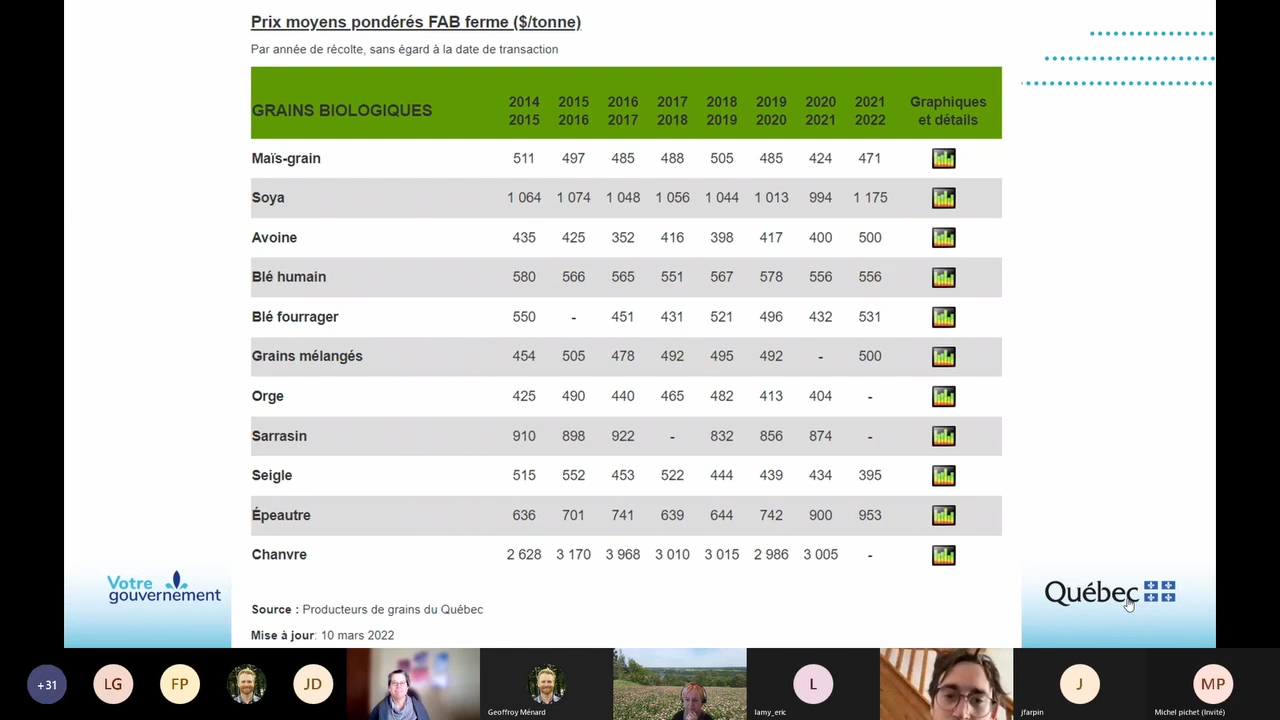 Prix moyens pondérés FAB ferme ($/tonne)
Par année de récolte, sans égard à la date de transaction
GRAINS BIOLOGIQUES 2014 2015 2015 2016 2016 2017 2017 2018 2018 2019 2019 2020 2020 2021 2021 2022 Graphiques et détails
Maïs-grain 511 497 485 488 505 485 424 471
Soya 1 064 1 074 1 048 1 056 1 044 1 013 994 1 175
Avoine 435 425 352 416 398 417 400 500
Blé humain 580 566 565 551 567 578 556 556
Blé fourrager 550 - 451 431 521 496 432 531
Grains mélangés 454 505 478 492 495 492 - 500
Orge 425 490 440 465 482 413 404 -
Sarrasin 910 898 922 - 832 856 874 -
Seigle 515 552 453 522 444 439 434 395
Épeautre 636 701 741 639 644 742 900 953
Chanvre 2 628 3 170 3 968 3 010 3 015 2 986 3 005 -
Votre
gouvernement
Québec
Source : Producteurs de grains du Québec
Mise à jour: 10 mars 2022
+31 LG FP JD L J MP
Geoffroy Ménard lamy_eric jfarpin Michel pichet (Invité)